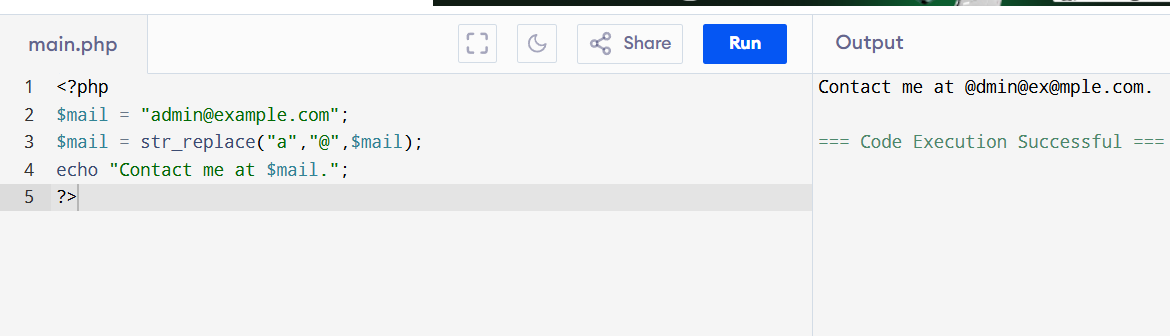 main.php
Share
Run
Output
1 <?php
2 $mail = "admin@example.com";
3 $mail = str_replace("a","@",$mail);
4 echo "Contact me at $mail.";
5 ?>
Contact me at @dmin@ex@mple.com.
=== Code Execution Successful ===